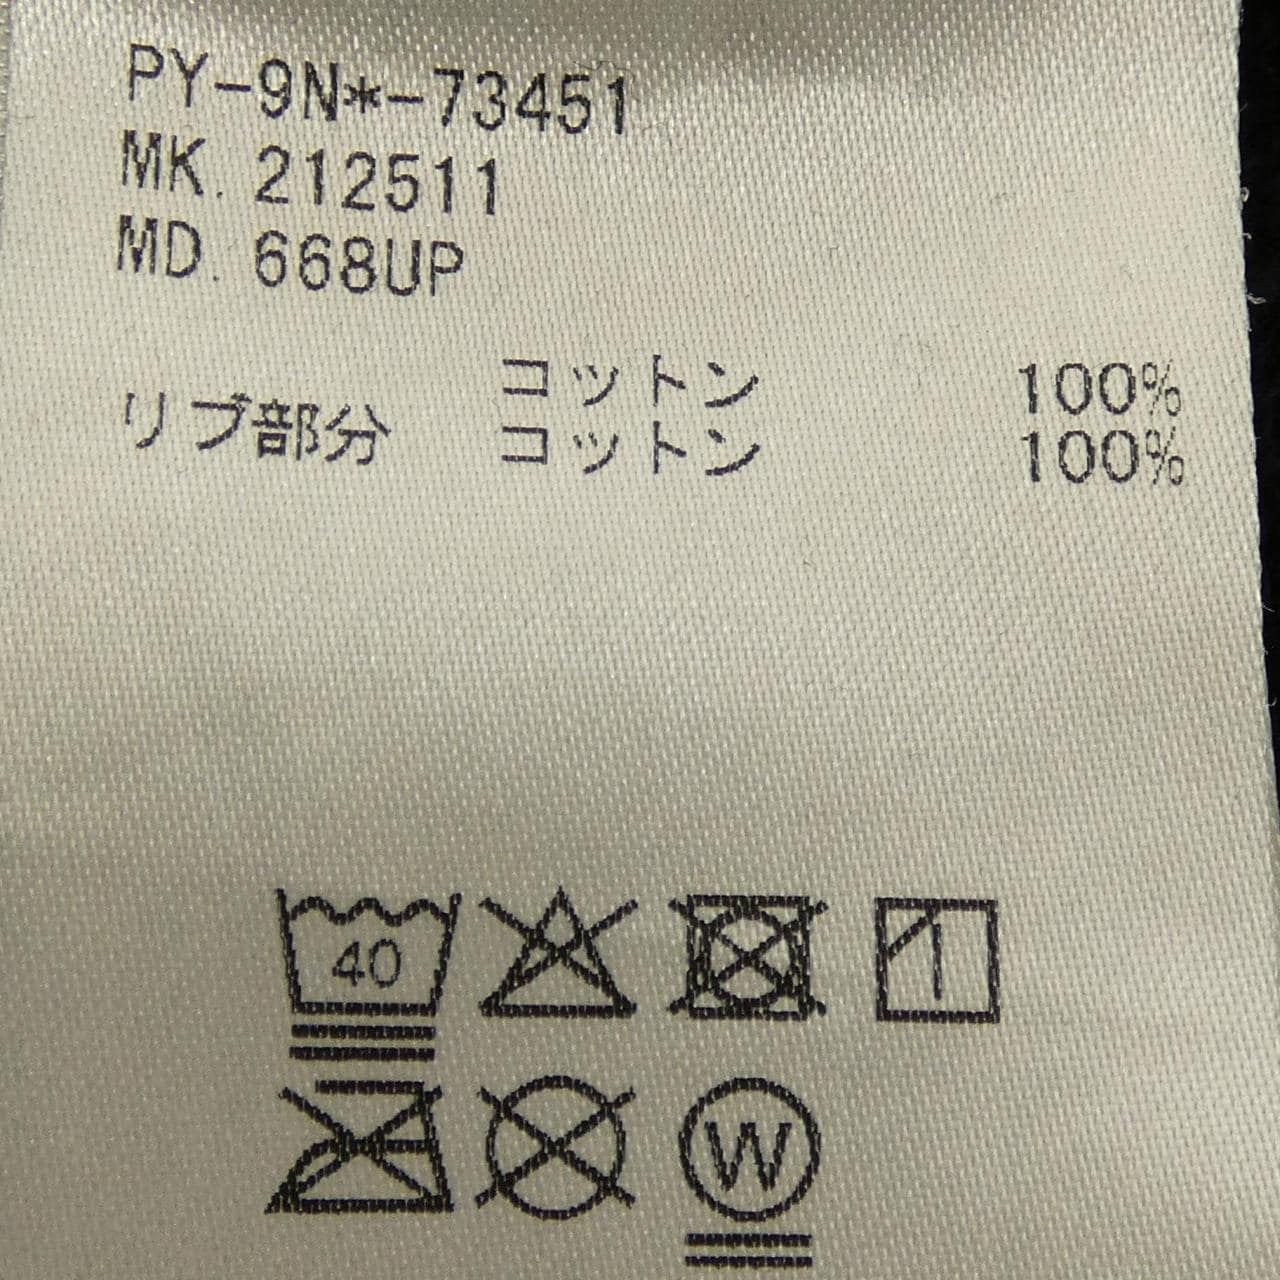 PY-9N*-73451
MK. 212511
MD. 668UP
コットン 100%
リブ部分 コットン 100%
40
W